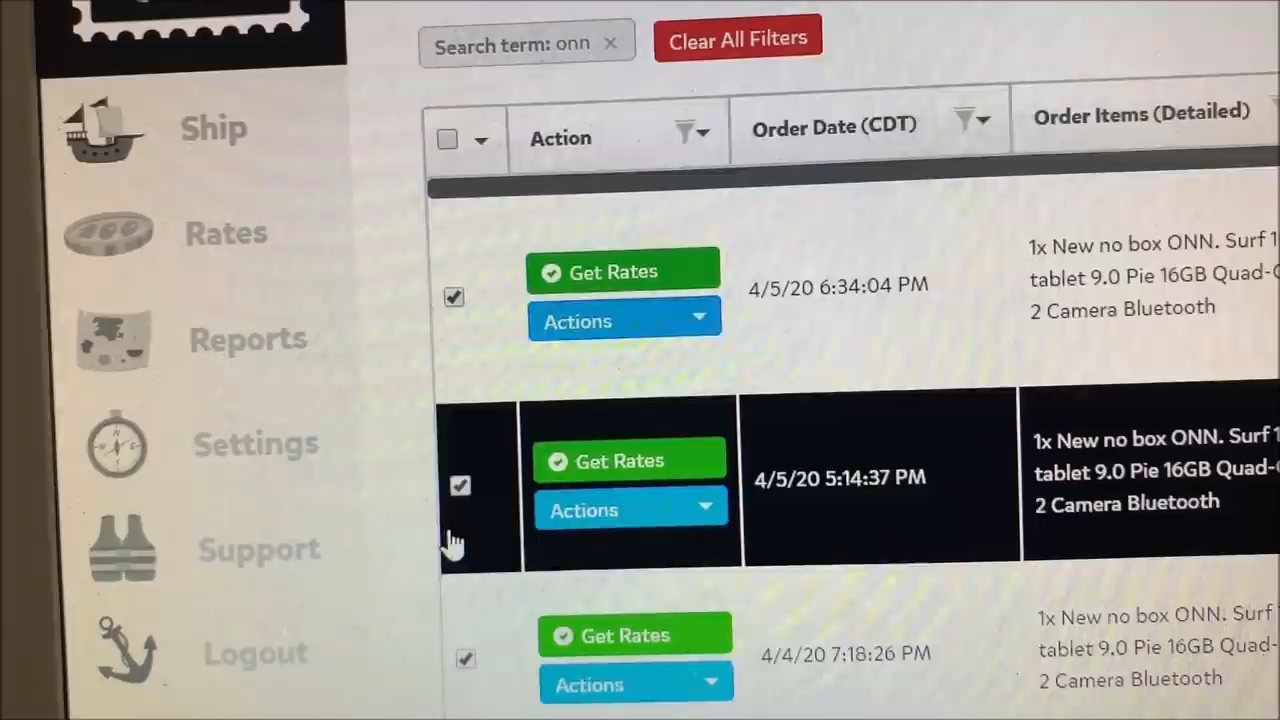 Search term: onn ×
Clear All Filters
Action
Order Date (CDT)
Order Items (Detailed)
Ship
Rates
Reports
Settings
Support
Logout
Get Rates
Actions
4/5/20 6:34:04 PM
1x New no box ONN. Surf 1
tablet 9.0 Pie 16GB Quad-
2 Camera Bluetooth
Get Rates
Actions
4/5/20 5:14:37 PM
1x New no box ONN. Surf 1
tablet 9.0 Pie 16GB Quad-
2 Camera Bluetooth
Get Rates
Actions
4/4/20 7:18:26 PM
1x New no box ONN. Surf
tablet 9.0 Pie 16GB Quad-
2 Camera Bluetooth